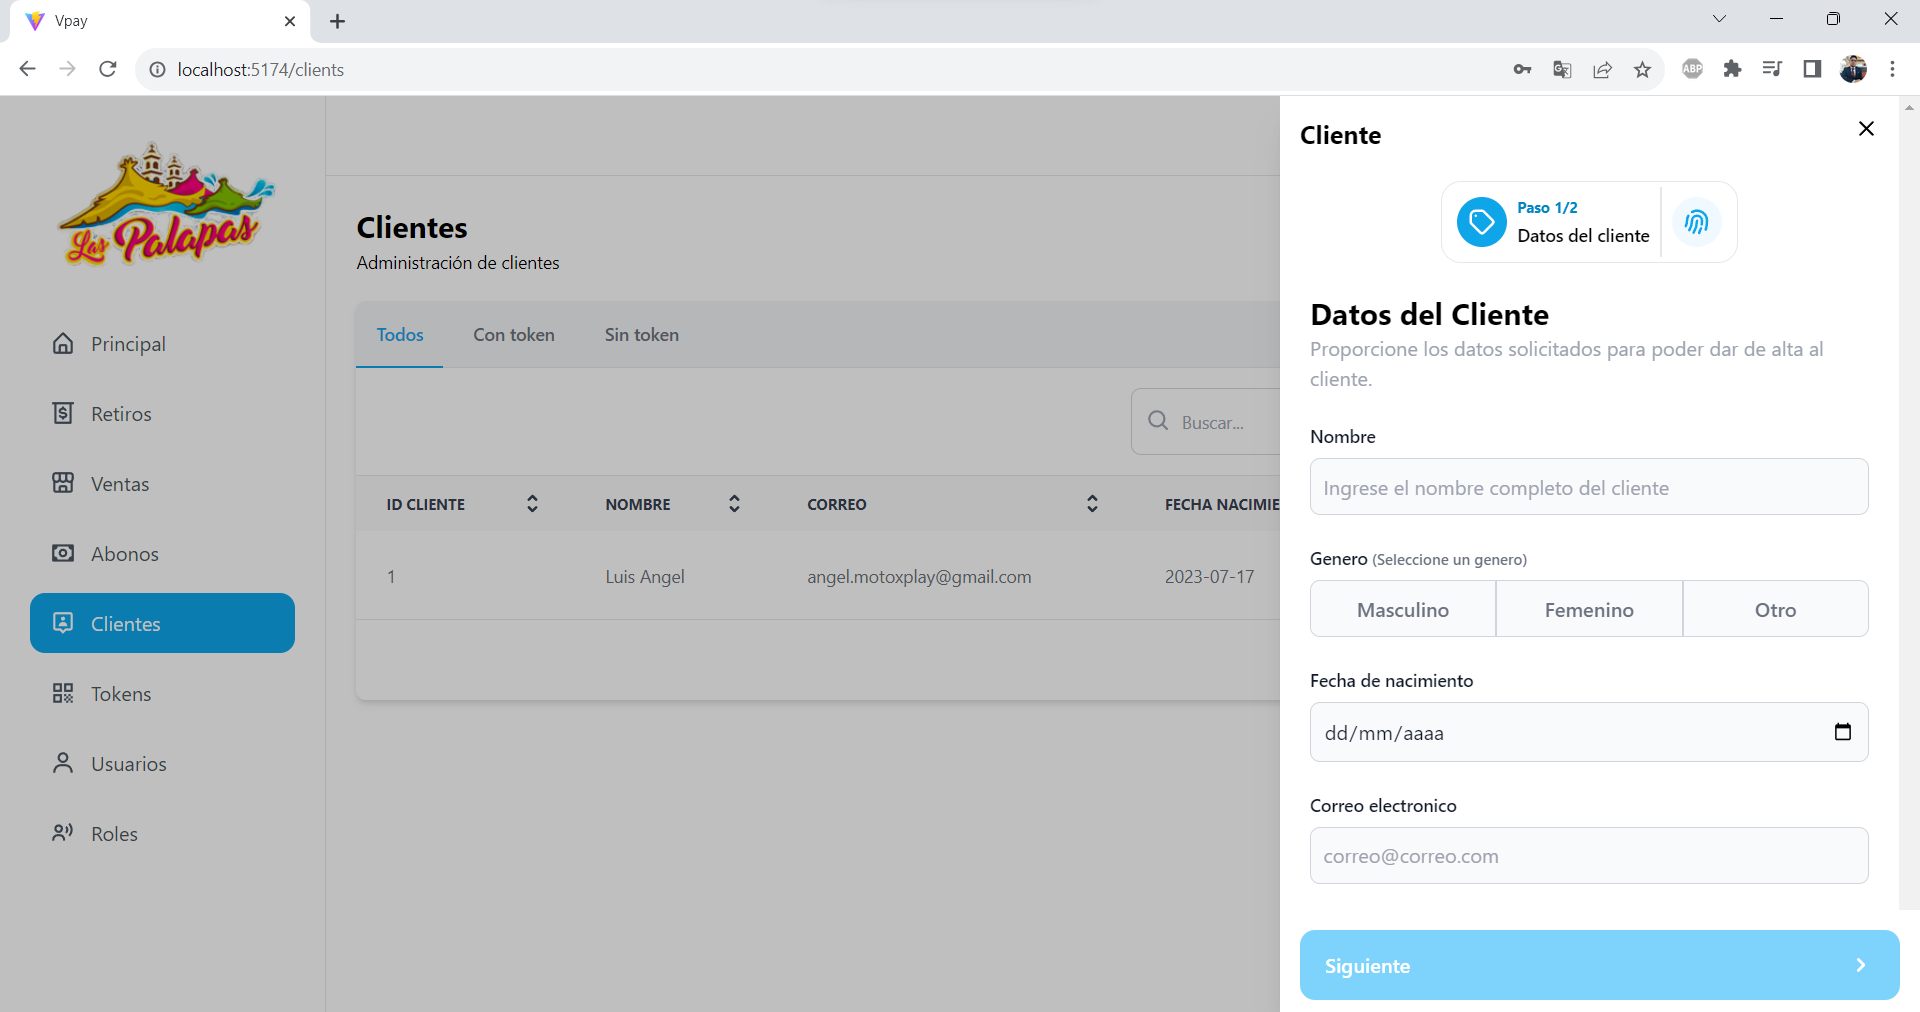 Vpay
localhost:5174/clients
ABP
Las Palapas
Principal
Retiros
Ventas
Abonos
Clientes
Tokens
Usuarios
Roles
Clientes
Administración de clientes
Todos
Con token
Sin token
Buscar...
ID CLIENTE
NOMBRE
CORREO
FECHA NACIMIE
1
Luis Angel
angel.motoxplay@gmail.com
2023-07-17
Cliente
Paso 1/2
Datos del cliente
Datos del Cliente
Proporcione los datos solicitados para poder dar de alta al
cliente.
Nombre
Ingrese el nombre completo del cliente
Genero (Seleccione un genero)
Masculino
Femenino
Otro
Fecha de nacimiento
dd/mm/aaaa
Correo electronico
correo@correo.com
Siguiente